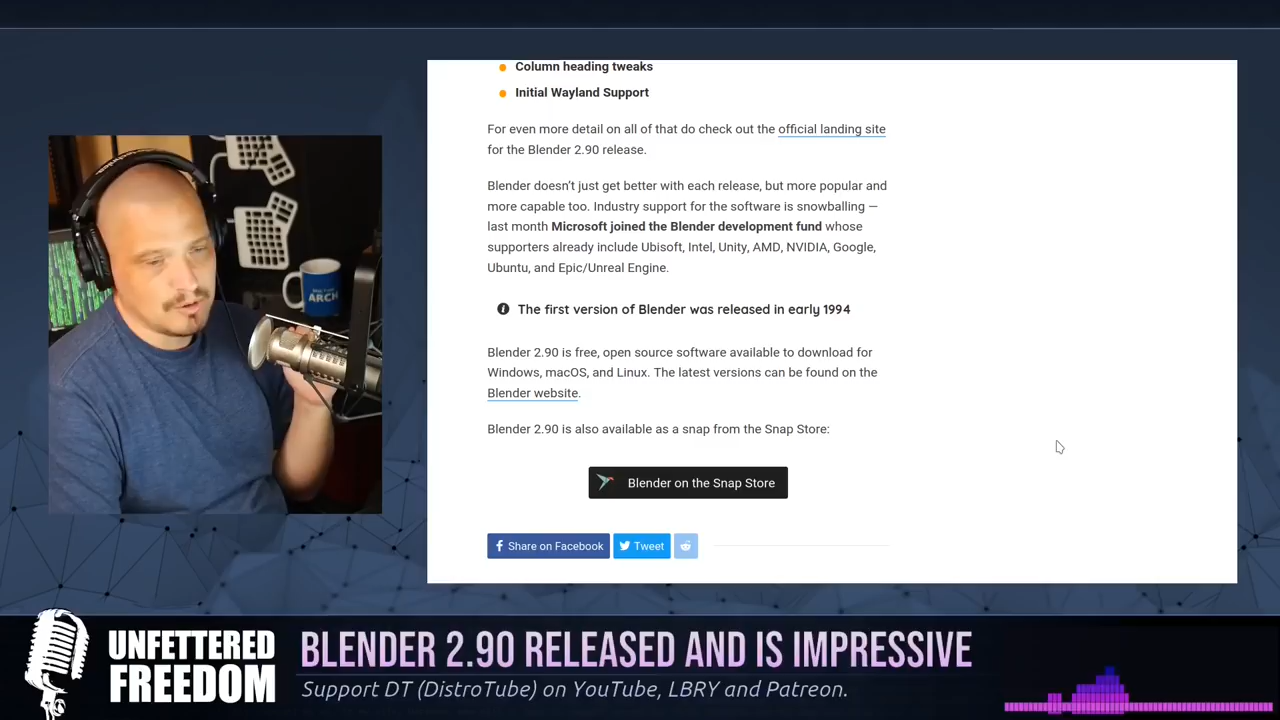 Column heading tweaks
Initial Wayland Support
For even more detail on all of that do check out the official landing site
for the Blender 2.90 release.
Blender doesn’t just get better with each release, but more popular and
more capable too. Industry support for the software is snowballing —
last month Microsoft joined the Blender development fund whose
supporters already include Ubisoft, Intel, Unity, AMD, NVIDIA, Google,
Ubuntu, and Epic/Unreal Engine.
The first version of Blender was released in early 1994
Blender 2.90 is free, open source software available to download for
Windows, macOS, and Linux. The latest versions can be found on the
Blender website.
Blender 2.90 is also available as a snap from the Snap Store:
Blender on the Snap Store
Share on Facebook
Tweet
ARCH
UNFETTERED
FREEDOM
BLENDER 2.90 RELEASED AND IS IMPRESSIVE
Support DT (DistroTube) on YouTube, LBRY and Patreon.